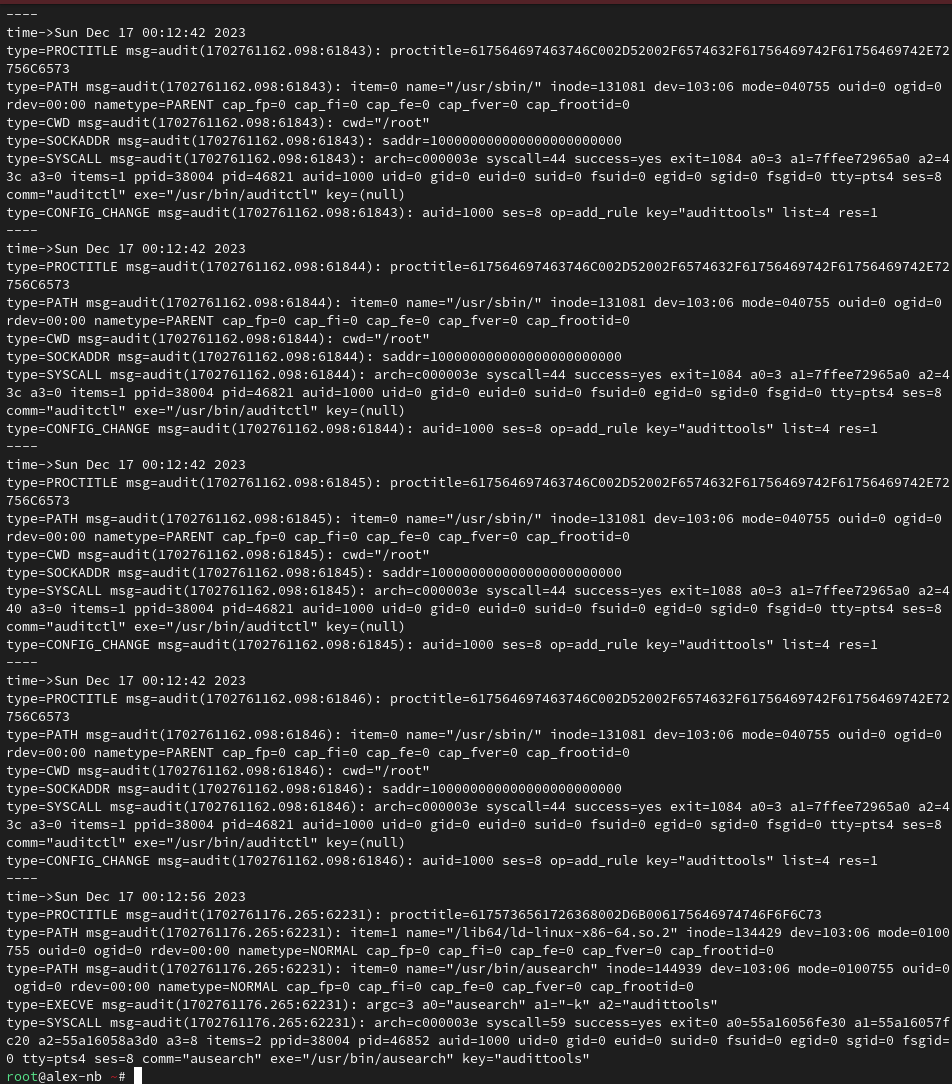 ----
time->Sun Dec 17 00:12:42 2023
type=PROCTITLE msg=audit(1702761162.098:61843): proctitle=617564697463746C002D52002F6574632F61756469742F61756469742E72
756C6573
type=PATH msg=audit(1702761162.098:61843): item=0 name="/usr/sbin/" inode=131081 dev=103:06 mode=040755 ouid=0 ogid=0
rdev=00:00 nametype=PARENT cap_fp=0 cap_fi=0 cap_fe=0 cap_fver=0 cap_frootid=0
type=CWD msg=audit(1702761162.098:61843): cwd="/root"
type=SOCKADDR msg=audit(1702761162.098:61843): saddr=100000000000000000000000
type=SYSCALL msg=audit(1702761162.098:61843): arch=c000003e syscall=44 success=yes exit=1084 a0=3 a1=7ffee72965a0 a2=4
3c a3=0 items=1 ppid=38004 pid=46821 auid=1000 uid=0 gid=0 euid=0 suid=0 fsuid=0 egid=0 sgid=0 fsgid=0 tty=pts4 ses=8
comm="auditctl" exe="/usr/bin/auditctl" key=(null)
type=CONFIG_CHANGE msg=audit(1702761162.098:61843): auid=1000 ses=8 op=add_rule key="audittools" list=4 res=1
----
time->Sun Dec 17 00:12:42 2023
type=PROCTITLE msg=audit(1702761162.098:61844): proctitle=617564697463746C002D52002F6574632F61756469742F61756469742E72
756C6573
type=PATH msg=audit(1702761162.098:61844): item=0 name="/usr/sbin/" inode=131081 dev=103:06 mode=040755 ouid=0 ogid=0
rdev=00:00 nametype=PARENT cap_fp=0 cap_fi=0 cap_fe=0 cap_fver=0 cap_frootid=0
type=CWD msg=audit(1702761162.098:61844): cwd="/root"
type=SOCKADDR msg=audit(1702761162.098:61844): saddr=100000000000000000000000
type=SYSCALL msg=audit(1702761162.098:61844): arch=c000003e syscall=44 success=yes exit=1084 a0=3 a1=7ffee72965a0 a2=4
3c a3=0 items=1 ppid=38004 pid=46821 auid=1000 uid=0 gid=0 euid=0 suid=0 fsuid=0 egid=0 sgid=0 fsgid=0 tty=pts4 ses=8
comm="auditctl" exe="/usr/bin/auditctl" key=(null)
type=CONFIG_CHANGE msg=audit(1702761162.098:61844): auid=1000 ses=8 op=add_rule key="audittools" list=4 res=1
----
time->Sun Dec 17 00:12:42 2023
type=PROCTITLE msg=audit(1702761162.098:61845): proctitle=617564697463746C002D52002F6574632F61756469742F61756469742E72
756C6573
type=PATH msg=audit(1702761162.098:61845): item=0 name="/usr/sbin/" inode=131081 dev=103:06 mode=040755 ouid=0 ogid=0
rdev=00:00 nametype=PARENT cap_fp=0 cap_fi=0 cap_fe=0 cap_fver=0 cap_frootid=0
type=CWD msg=audit(1702761162.098:61845): cwd="/root"
type=SOCKADDR msg=audit(1702761162.098:61845): saddr=100000000000000000000000
type=SYSCALL msg=audit(1702761162.098:61845): arch=c000003e syscall=44 success=yes exit=1088 a0=3 a1=7ffee72965a0 a2=4
40 a3=0 items=1 ppid=38004 pid=46821 auid=1000 uid=0 gid=0 euid=0 suid=0 fsuid=0 egid=0 sgid=0 fsgid=0 tty=pts4 ses=8
comm="auditctl" exe="/usr/bin/auditctl" key=(null)
type=CONFIG_CHANGE msg=audit(1702761162.098:61845): auid=1000 ses=8 op=add_rule key="audittools" list=4 res=1
----
time->Sun Dec 17 00:12:42 2023
type=PROCTITLE msg=audit(1702761162.098:61846): proctitle=617564697463746C002D52002F6574632F61756469742F61756469742E72
756C6573
type=PATH msg=audit(1702761162.098:61846): item=0 name="/usr/sbin/" inode=131081 dev=103:06 mode=040755 ouid=0 ogid=0
rdev=00:00 nametype=PARENT cap_fp=0 cap_fi=0 cap_fe=0 cap_fver=0 cap_frootid=0
type=CWD msg=audit(1702761162.098:61846): cwd="/root"
type=SOCKADDR msg=audit(1702761162.098:61846): saddr=100000000000000000000000
type=SYSCALL msg=audit(1702761162.098:61846): arch=c000003e syscall=44 success=yes exit=1084 a0=3 a1=7ffee72965a0 a2=4
3c a3=0 items=1 ppid=38004 pid=46821 auid=1000 uid=0 gid=0 euid=0 suid=0 fsuid=0 egid=0 sgid=0 fsgid=0 tty=pts4 ses=8
comm="auditctl" exe="/usr/bin/auditctl" key=(null)
type=CONFIG_CHANGE msg=audit(1702761162.098:61846): auid=1000 ses=8 op=add_rule key="audittools" list=4 res=1
----
time->Sun Dec 17 00:12:56 2023
type=PROCTITLE msg=audit(1702761176.265:62231): proctitle=6175736561726368002D6B006175646974746F6F6C73
type=PATH msg=audit(1702761176.265:62231): item=1 name="/lib64/ld-linux-x86-64.so.2" inode=134429 dev=103:06 mode=0100
755 ouid=0 ogid=0 rdev=00:00 nametype=NORMAL cap_fp=0 cap_fi=0 cap_fe=0 cap_fver=0 cap_frootid=0
type=PATH msg=audit(1702761176.265:62231): item=0 name="/usr/bin/ausearch" inode=144939 dev=103:06 mode=0100755 ouid=0
ogid=0 rdev=00:00 nametype=NORMAL cap_fp=0 cap_fi=0 cap_fe=0 cap_fver=0 cap_frootid=0
type=EXECVE msg=audit(1702761176.265:62231): argc=3 a0="ausearch" a1="-k" a2="audittools"
type=SYSCALL msg=audit(1702761176.265:62231): arch=c000003e syscall=59 success=yes exit=0 a0=55a16056fe30 a1=55a16057f
c20 a2=55a16058a3d0 a3=8 items=2 ppid=38004 pid=46852 auid=1000 uid=0 gid=0 euid=0 suid=0 fsuid=0 egid=0 sgid=0 fsgid=
0 tty=pts4 ses=8 comm="ausearch" exe="/usr/bin/ausearch" key="audittools"
root@alex-nb ~#